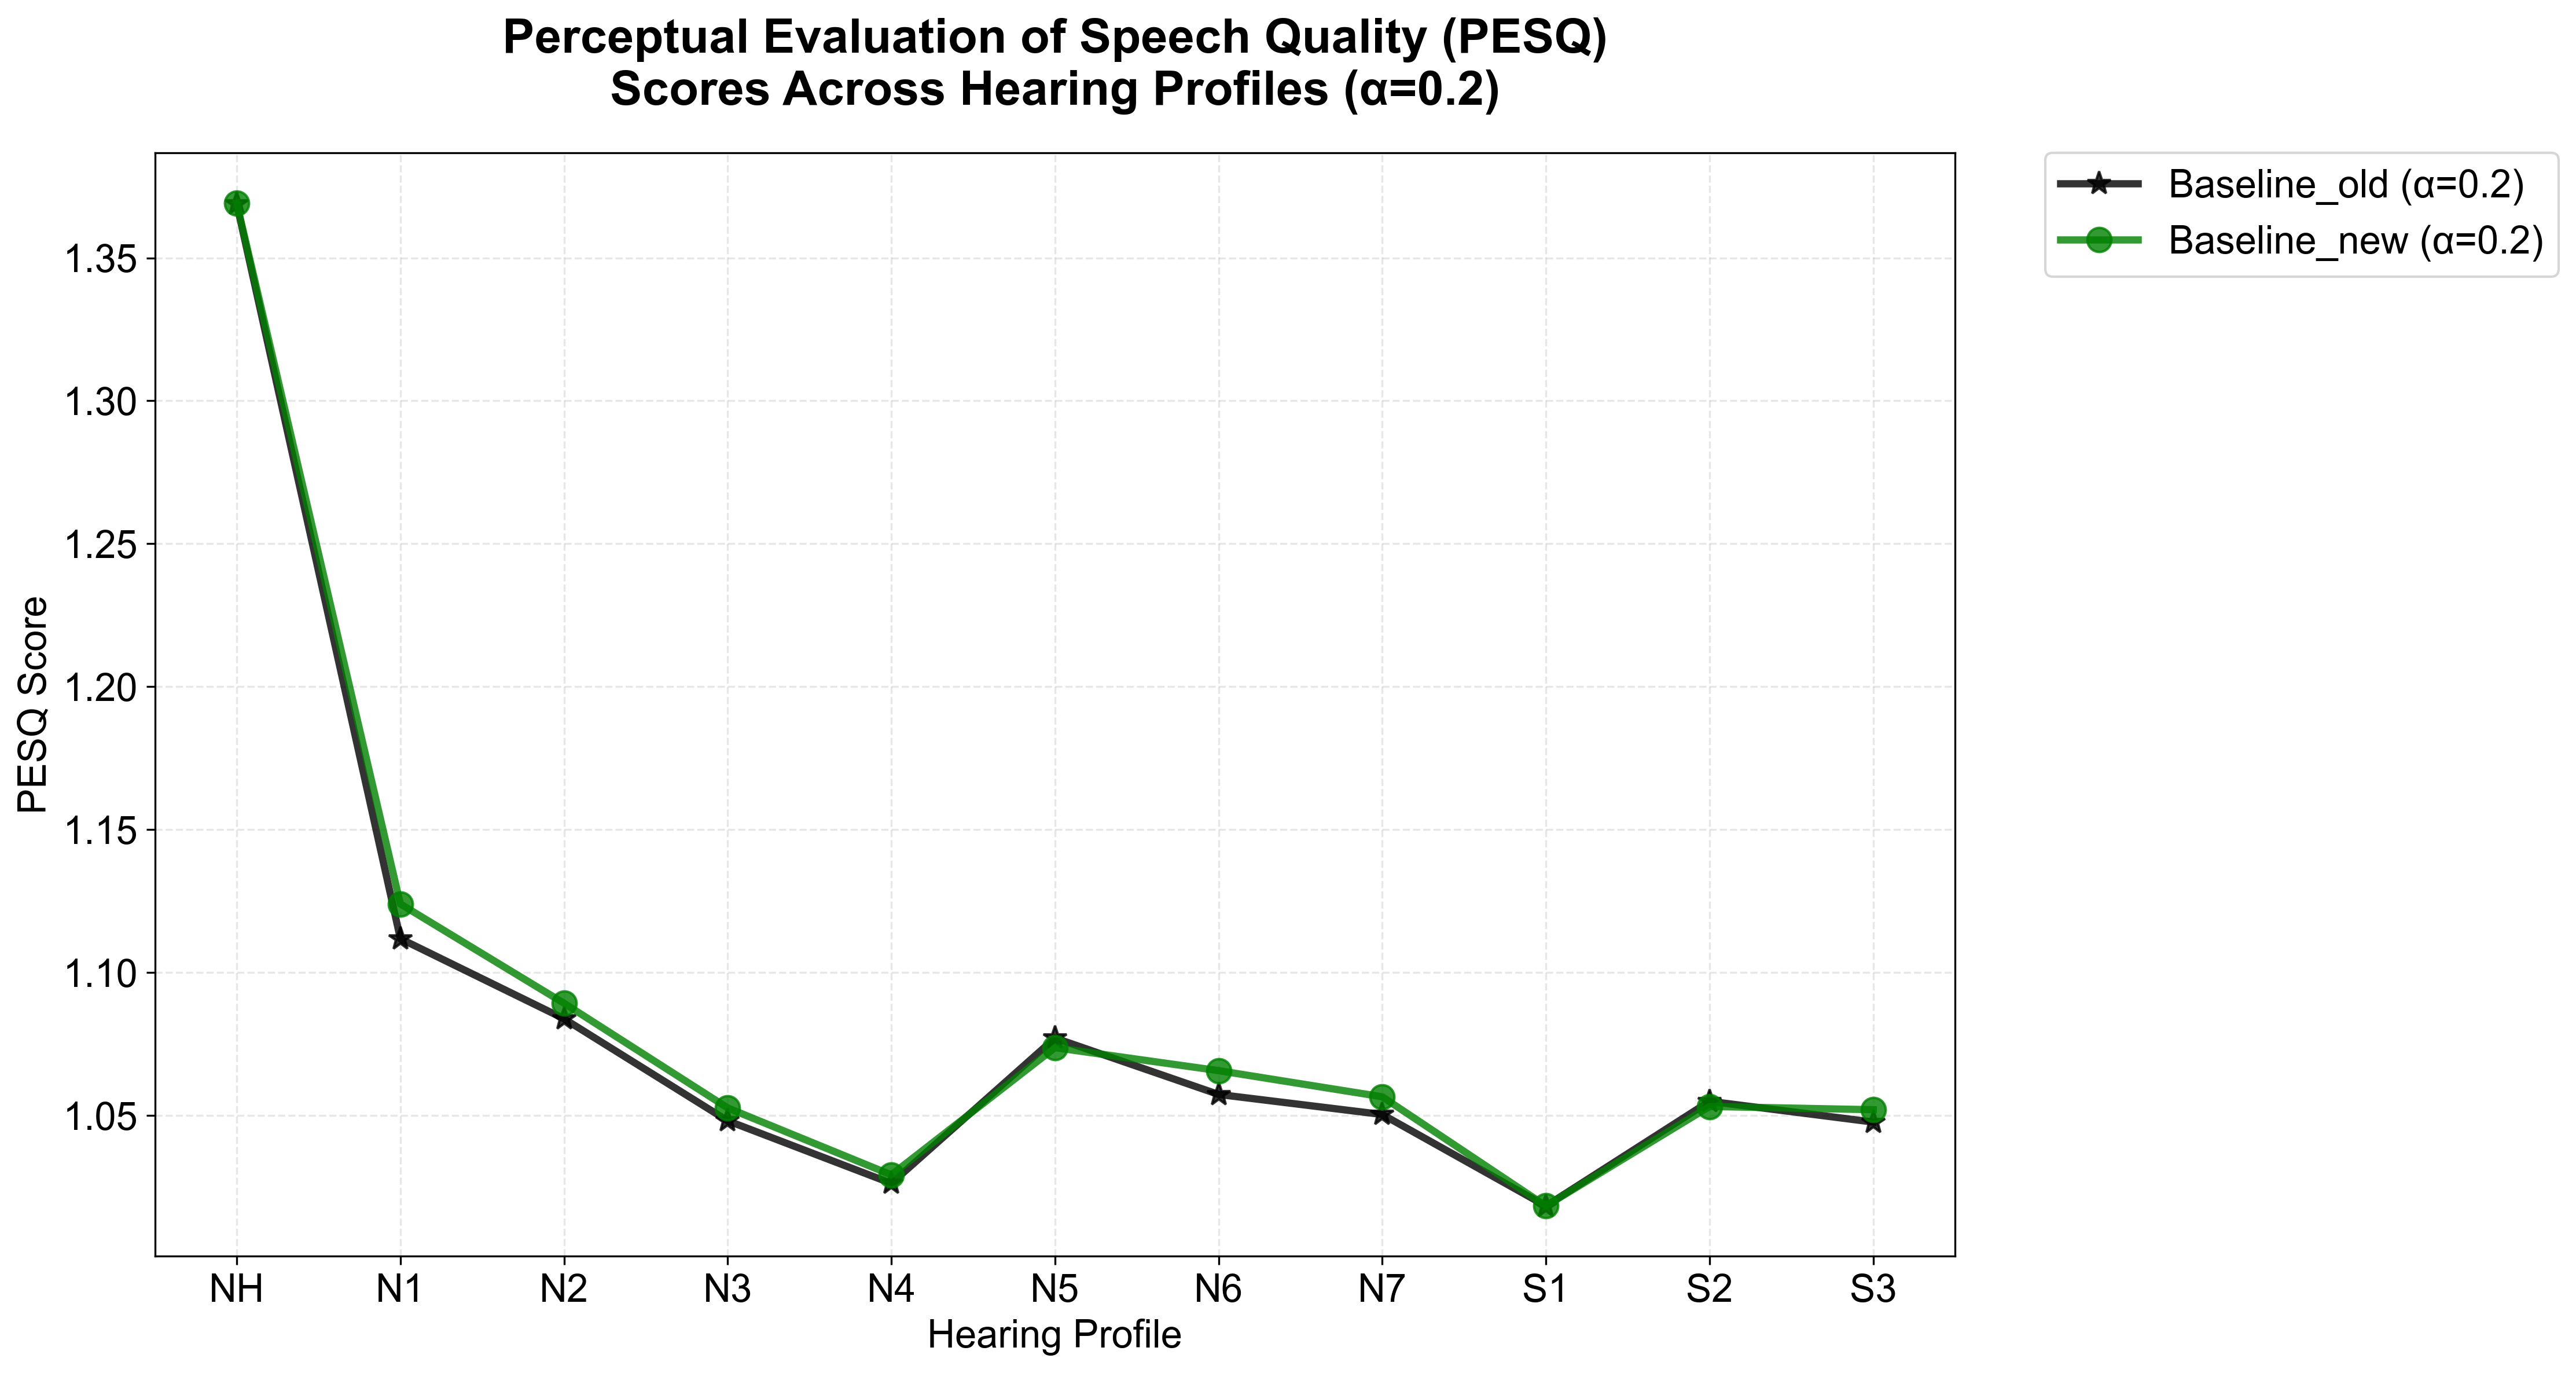 Perceptual Evaluation of Speech Quality (PESQ)
Scores Across Hearing Profiles (α=0.2)
Baseline_old (α=0.2)
Baseline_new (α=0.2)
PESQ Score
1.35
1.30
1.25
1.20
1.15
1.10
1.05
NH N1 N2 N3 N4 N5 N6 N7 S1 S2 S3
Hearing Profile